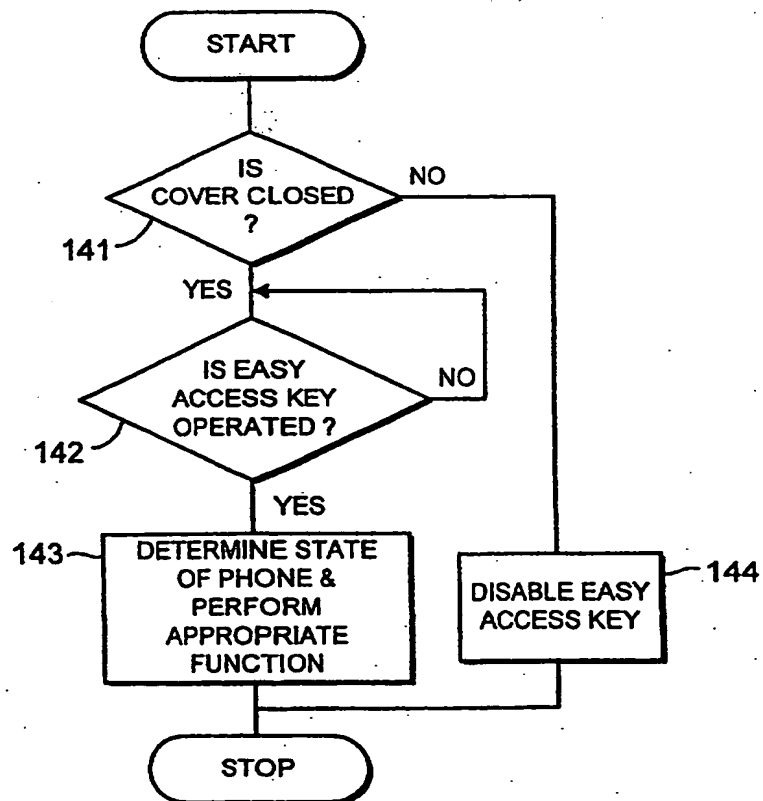 START
IS
COVER CLOSED
?
NO
141
YES
IS EASY
ACCESS KEY
OPERATED ?
NO
142
YES
143
DETERMINE STATE
OF PHONE &
PERFORM
APPROPRIATE
FUNCTION
DISABLE EASY
ACCESS KEY
144
STOP